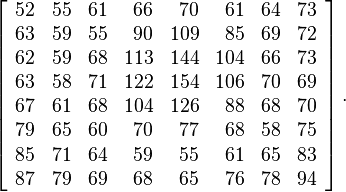 52 55 61 66 70 61 64 73
63 59 55 90 109 85 69 72
62 59 68 113 144 104 66 73
63 58 71 122 154 106 70 69
67 61 68 104 126 88 68 70
79 65 60 70 77 68 58 75
85 71 64 59 55 61 65 83
87 79 69 68 65 76 78 94
.